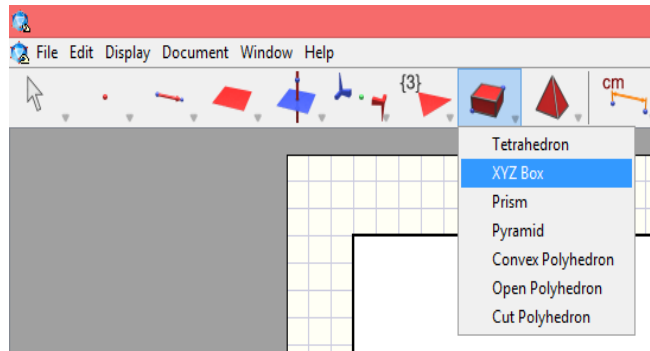 File Edit Display Document Window Help
{3} cm
Tetrahedron
XYZ Box
Prism
Pyramid
Convex Polyhedron
Open Polyhedron
Cut Polyhedron